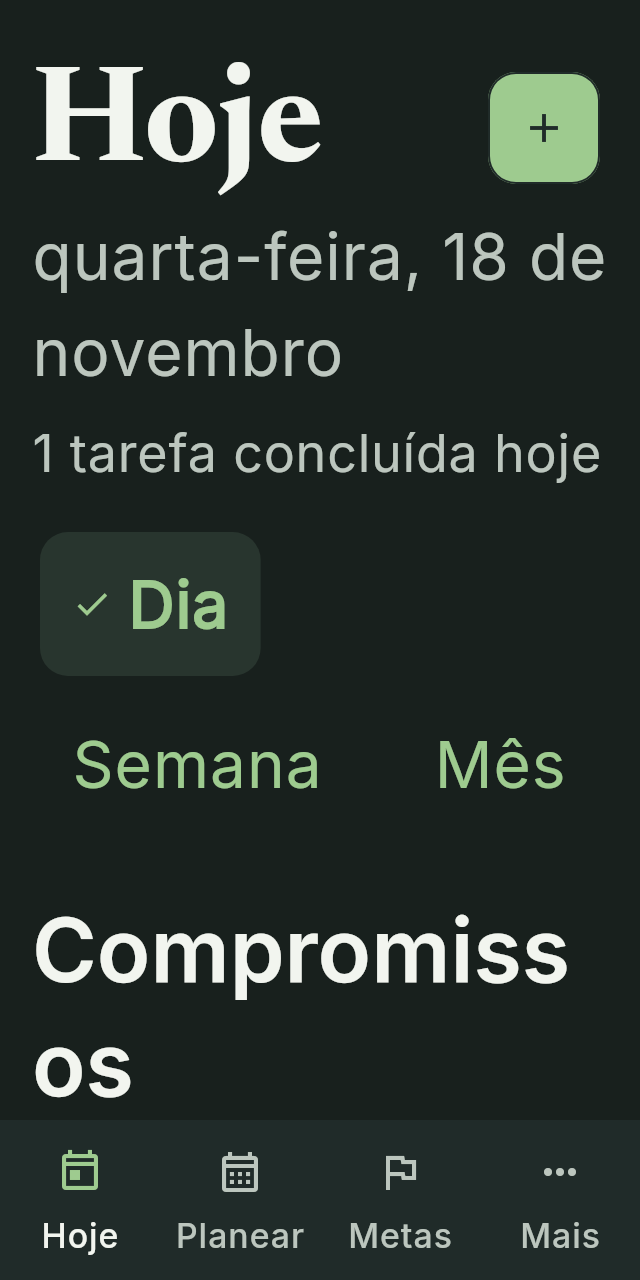 Hoje
quarta-feira, 18 de
novembro
1 tarefa concluída hoje
Dia
Semana Mês
Compromiss
os
Hoje Planear Metas Mais